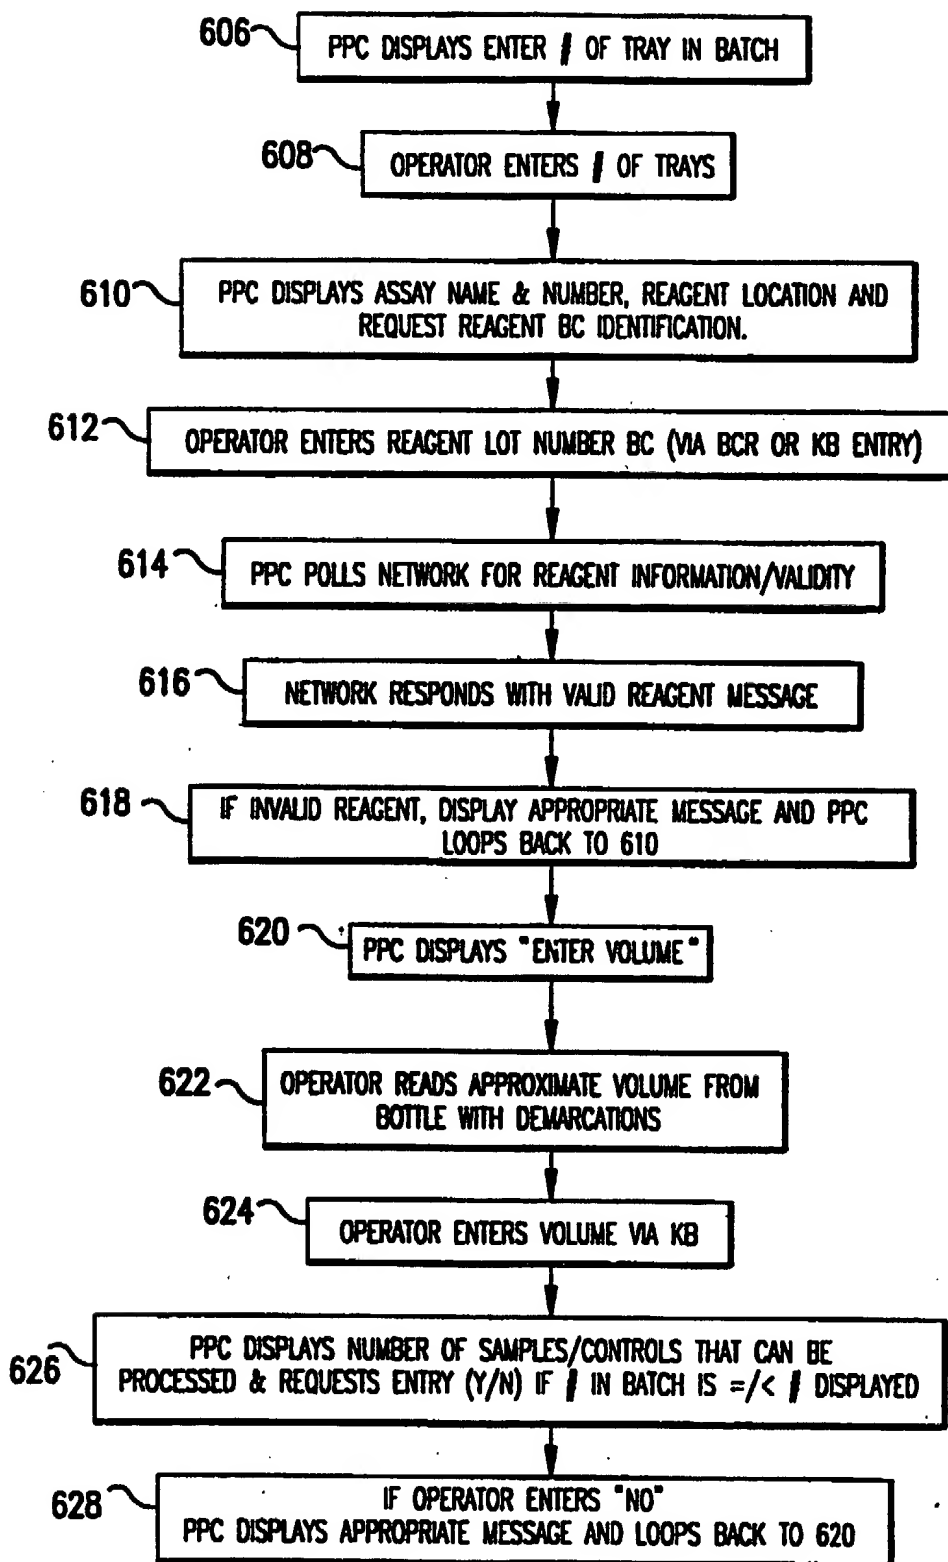 606
PPC DISPLAYS ENTER # OF TRAY IN BATCH
608
OPERATOR ENTERS # OF TRAYS
610
PPC DISPLAYS ASSAY NAME & NUMBER, REAGENT LOCATION AND
REQUEST REAGENT BC IDENTIFICATION.
612
OPERATOR ENTERS REAGENT LOT NUMBER BC (VIA BCR OR KB ENTRY)
614
PPC POLLS NETWORK FOR REAGENT INFORMATION/VALIDITY
616
NETWORK RESPONDS WITH VALID REAGENT MESSAGE
618
IF INVALID REAGENT, DISPLAY APPROPRIATE MESSAGE AND PPC
LOOPS BACK TO 610
620
PPC DISPLAYS "ENTER VOLUME"
622
OPERATOR READS APPROXIMATE VOLUME FROM
BOTTLE WITH DEMARCATIONS
624
OPERATOR ENTERS VOLUME VIA KB
626
PPC DISPLAYS NUMBER OF SAMPLES/CONTROLS THAT CAN BE
PROCESSED & REQUESTS ENTRY (Y/N) IF # IN BATCH IS =/< # DISPLAYED
628
IF OPERATOR ENTERS "NO"
PPC DISPLAYS APPROPRIATE MESSAGE AND LOOPS BACK TO 620